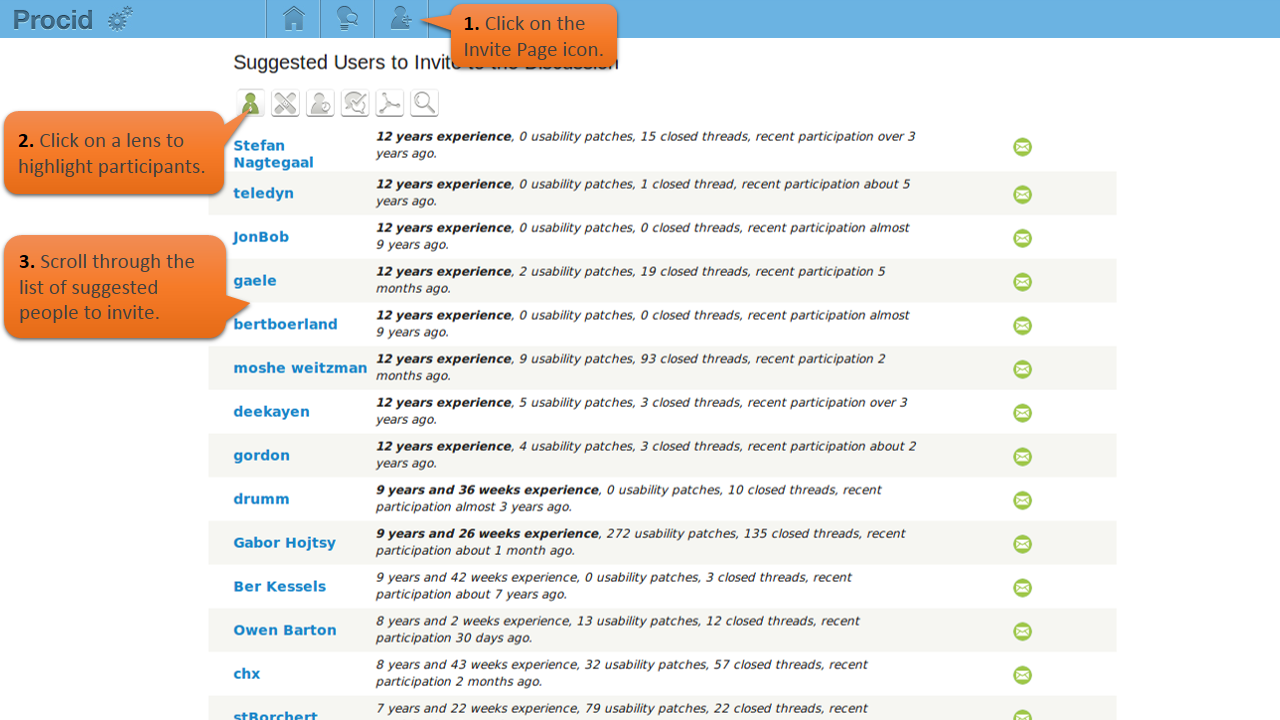 Procid
1. Click on the
Invite Page icon.
Suggested Users to Invite to the Discussion
2. Click on a lens to
highlight participants.
3. Scroll through the
list of suggested
people to invite.
Stefan
Nagtegaal
12 years experience, 0 usability patches, 15 closed threads, recent participation over 3
years ago.
teledyn
12 years experience, 0 usability patches, 1 closed thread, recent participation about 5
years ago.
JonBob
12 years experience, 0 usability patches, 0 closed threads, recent participation almost
9 years ago.
gaele
12 years experience, 2 usability patches, 19 closed threads, recent participation 5
months ago.
bertboerland
12 years experience, 0 usability patches, 0 closed threads, recent participation almost
9 years ago.
moshe weitzman
12 years experience, 9 usability patches, 93 closed threads, recent participation 2
months ago.
deekayen
12 years experience, 5 usability patches, 3 closed threads, recent participation over 3
years ago.
gordon
12 years experience, 4 usability patches, 3 closed threads, recent participation about 2
years ago.
drumm
9 years and 36 weeks experience, 0 usability patches, 10 closed threads, recent
participation almost 3 years ago.
Gabor Hojtsy
9 years and 26 weeks experience, 272 usability patches, 135 closed threads, recent
participation about 1 month ago.
Ber Kessels
9 years and 42 weeks experience, 0 usability patches, 3 closed threads, recent
participation about 7 years ago.
Owen Barton
8 years and 2 weeks experience, 13 usability patches, 12 closed threads, recent
participation 30 days ago.
chx
8 years and 43 weeks experience, 32 usability patches, 57 closed threads, recent
participation 2 months ago.
stBorchert
7 years and 22 weeks experience, 79 usability patches, 22 closed threads, recent